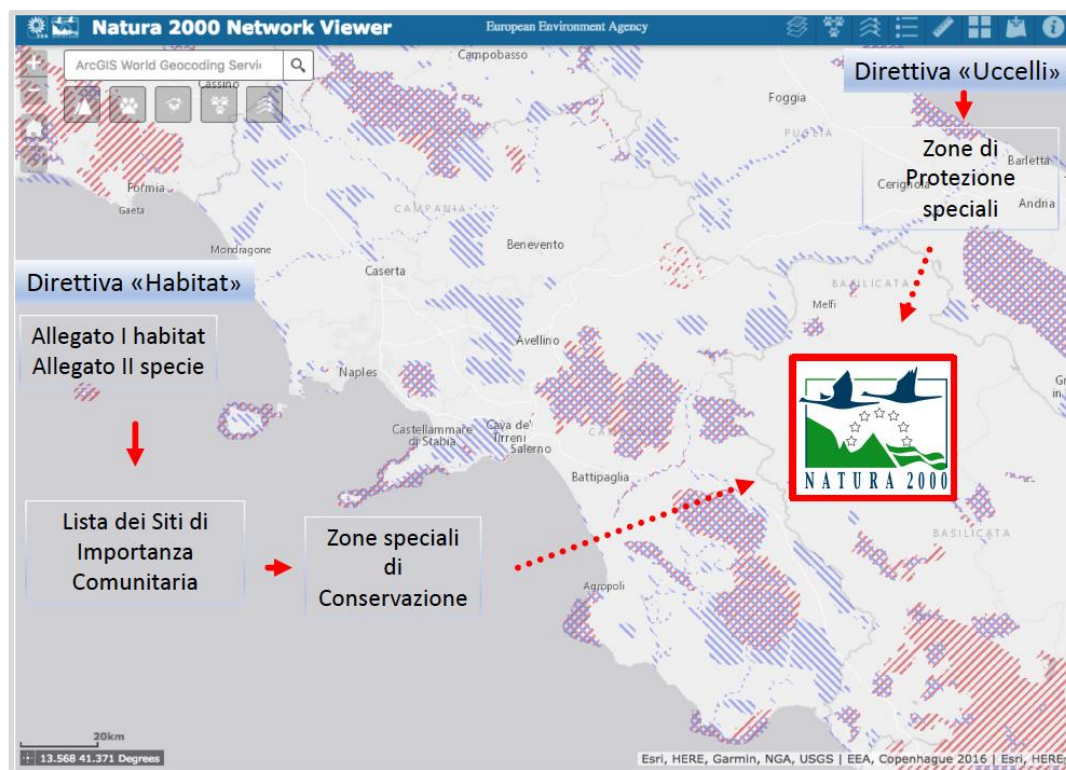 Natura 2000 Network Viewer
European Environment Agency
ArcGIS World Geocoding Servi
Cassino
Campobasso
Direttiva «Uccelli»
Foggia
PUGLIA
Zone di
Protezione
speciali
Barletta
Cerignola
Andria
Formia
Gaeta
CAMPANIA
Mondragone
Benevento
Caserta
Direttiva «Habitat»
BASILICATA
Melfi
Allegato I habitat
Allegato II specie
Avellino
Naples
Castellammare
di Stabia
Cava de'
Tirreni
Salerno
Battipaglia
NATURA 2000
BASILICATA
Lista dei Siti di
Importanza
Comunitaria
Zone speciali
di
Conservazione
Agropoli
20km
13.568 41.371 Degrees
Esri, HERE, Garmin, NGA, USGS | EEA, Copenhague 2016 | Esri, HERE